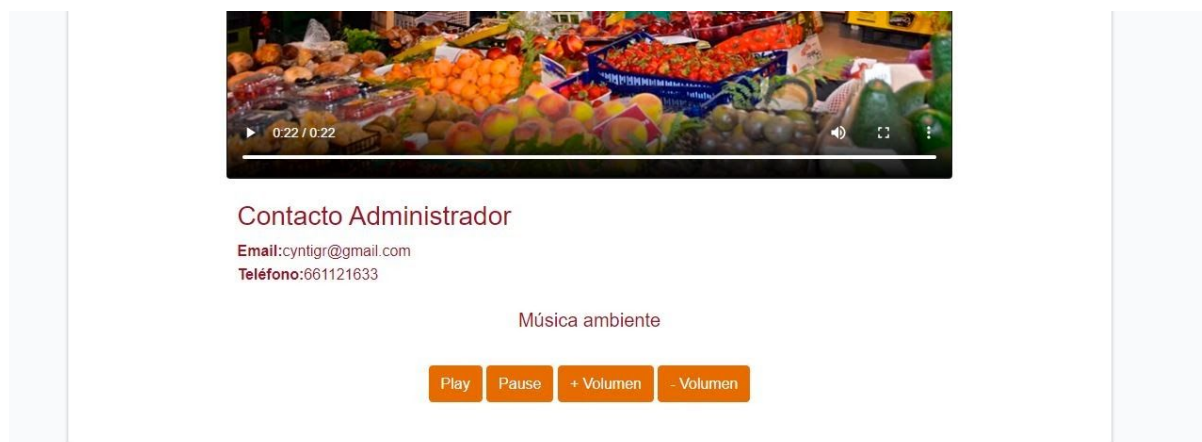 0:22 / 0:22
Contacto Administrador
Email:cyntigr@gmail.com
Teléfono:661121633
Música ambiente
Play Pause + Volumen - Volumen